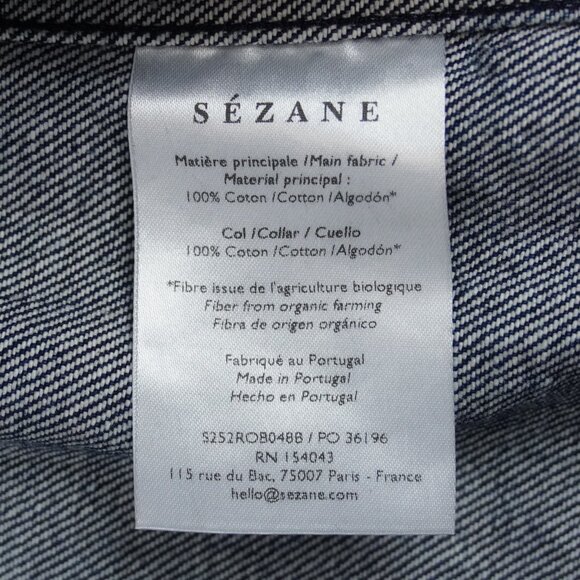 SÉZANE
Matière principale /Main fabric /
Material principal :
100% Coton /Cotton /Algodón*
Col /Collar / Cuello
100% Coton /Cotton /Algodón*
*Fibre issue de l'agriculture biologique
Fiber from organic farming
Fibra de origen orgánico
Fabriqué au Portugal
Made in Portugal
Hecho en Portugal
S252ROB048B / PO 36196
RN 154043
115 rue du Bac, 75007 Paris - France
hello@sezane.com